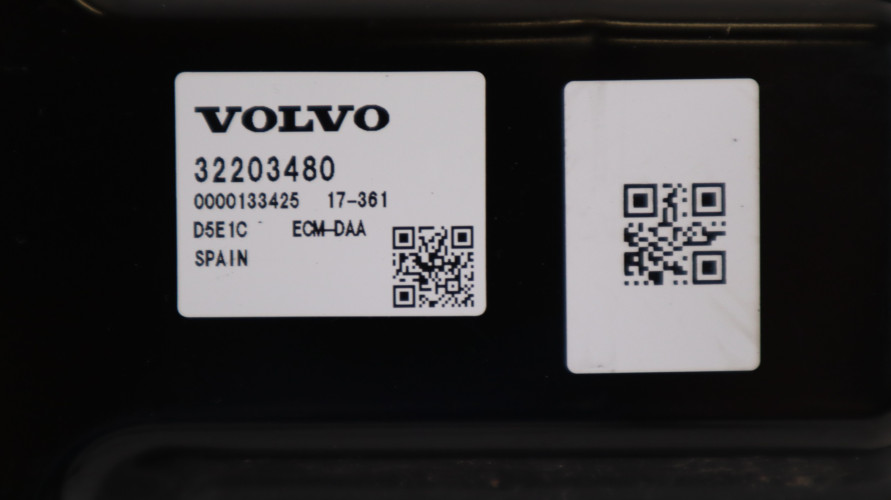 VOLVO
32203480
0000133425 17-361
D5E1C ECM-DAA
SPAIN